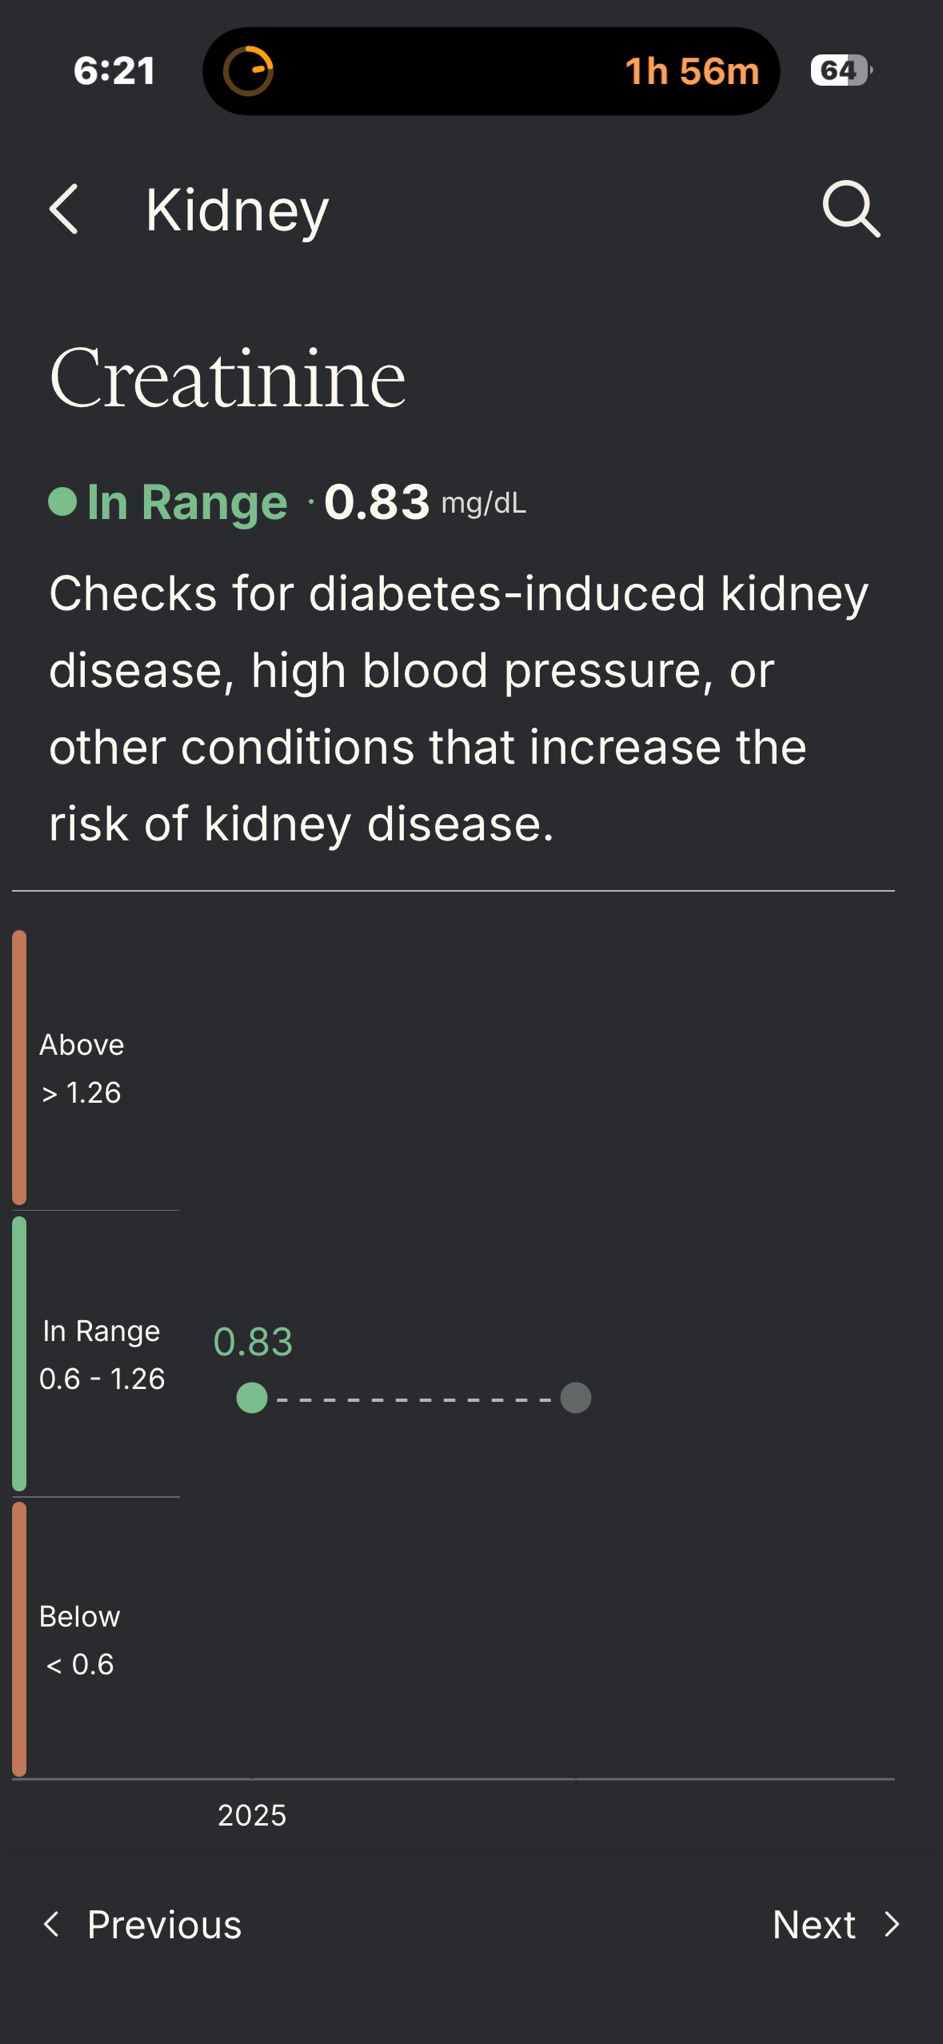 6:21
1h 56m
64
Kidney
Creatinine
In Range · 0.83 mg/dL
Checks for diabetes-induced kidney
disease, high blood pressure, or
other conditions that increase the
risk of kidney disease.
Above
> 1.26
In Range
0.6 - 1.26
0.83
Below
< 0.6
2025
Previous
Next